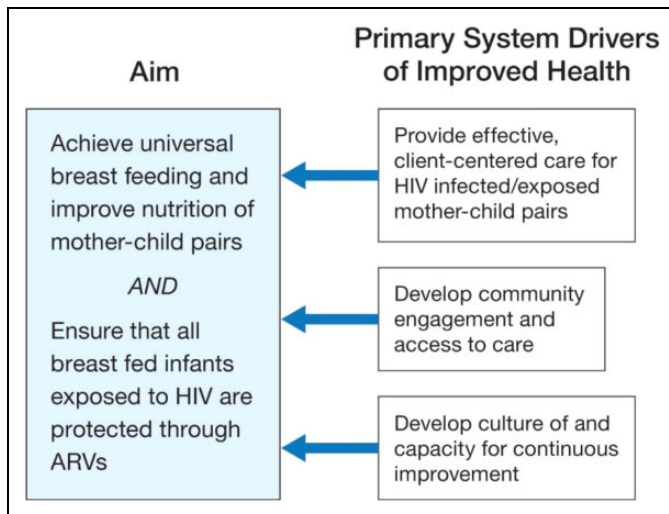 Aim
Achieve universal
breast feeding and
improve nutrition of
mother-child pairs
AND
Ensure that all
breast fed infants
exposed to HIV are
protected through
ARVs
Primary System Drivers
of Improved Health
Provide effective,
client-centered care for
HIV infected/exposed
mother-child pairs
Develop community
engagement and
access to care
Develop culture of and
capacity for continuous
improvement